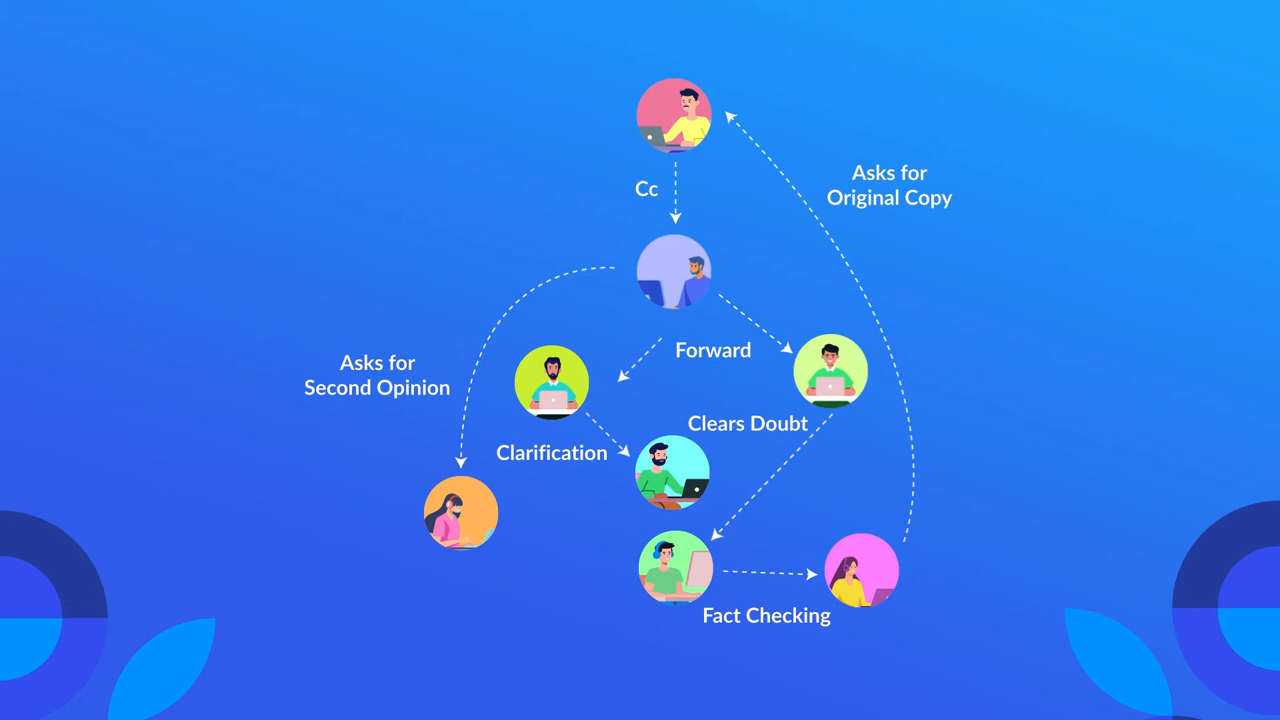 Cc
Asks for
Original Copy
Forward
Asks for
Second Opinion
Clears Doubt
Clarification
Fact Checking